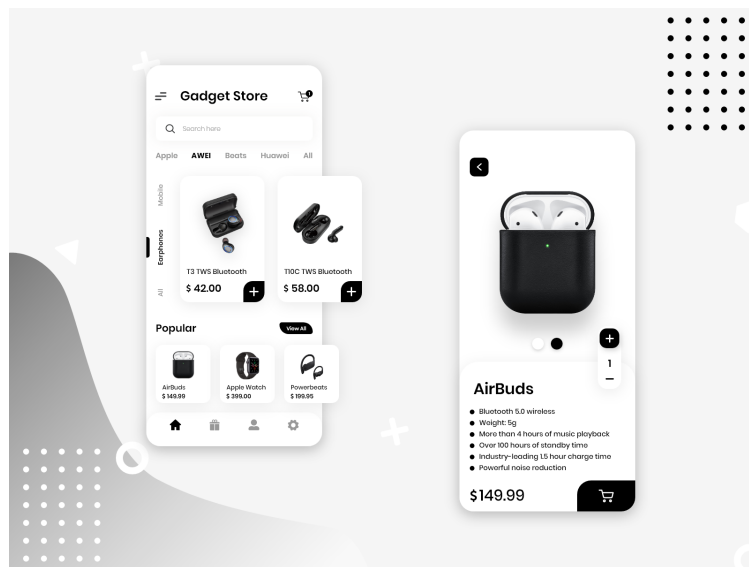 Gadget Store
1
Search here
Apple AWEI Beats Huawei All
Mobile
Earphones
All
T3 TWS Bluetooth
$ 42.00
T10C TWS Bluetooth
$ 58.00
Popular
View All
AirBuds
$ 149.99
Apple Watch
$ 399.00
Powerbeats
$ 199.95
1
AirBuds
Bluetooth 5.0 wireless
Weight: 5g
More than 4 hours of music playback
Over 100 hours of standby time
Industry-leading 1.5 hour charge time
Powerful noise reduction
$149.99